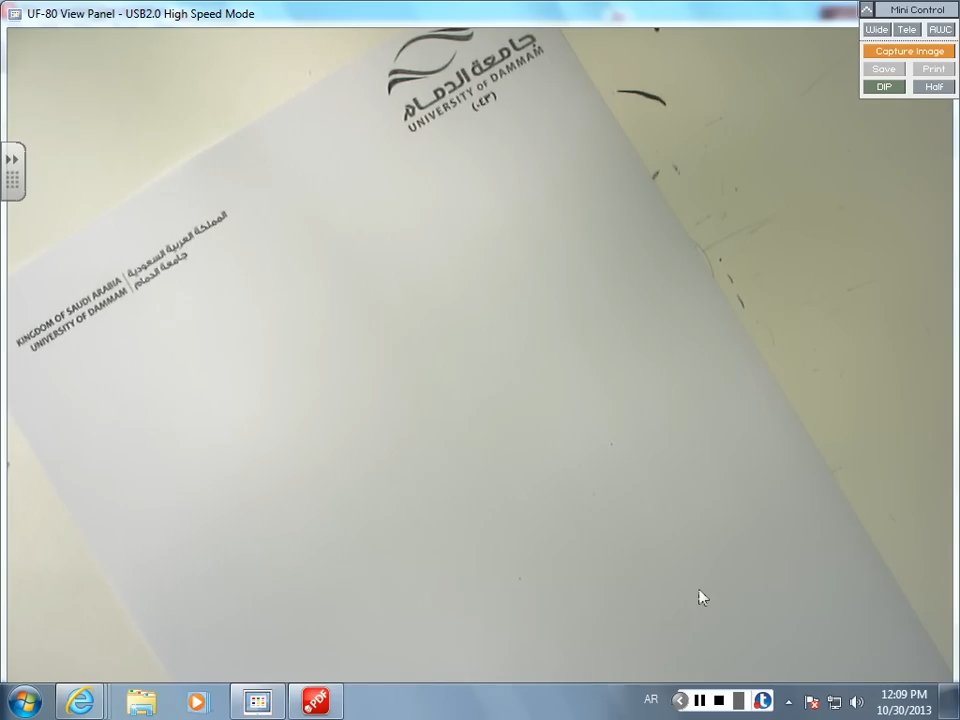 UF-80 View Panel - USB2.0 High Speed Mode
Mini Control
Wide Tele AWC
Capture Image
Save Print
DIP Half
جامعة الدمام
UNIVERSITY OF DAMMAM
(٠٤٣)
KINGDOM OF SAUDI ARABIA | المملكة العربية السعودية
UNIVERSITY OF DAMMAM | جامعة الدمام
PDF
AR
12:09 PM
10/30/2013